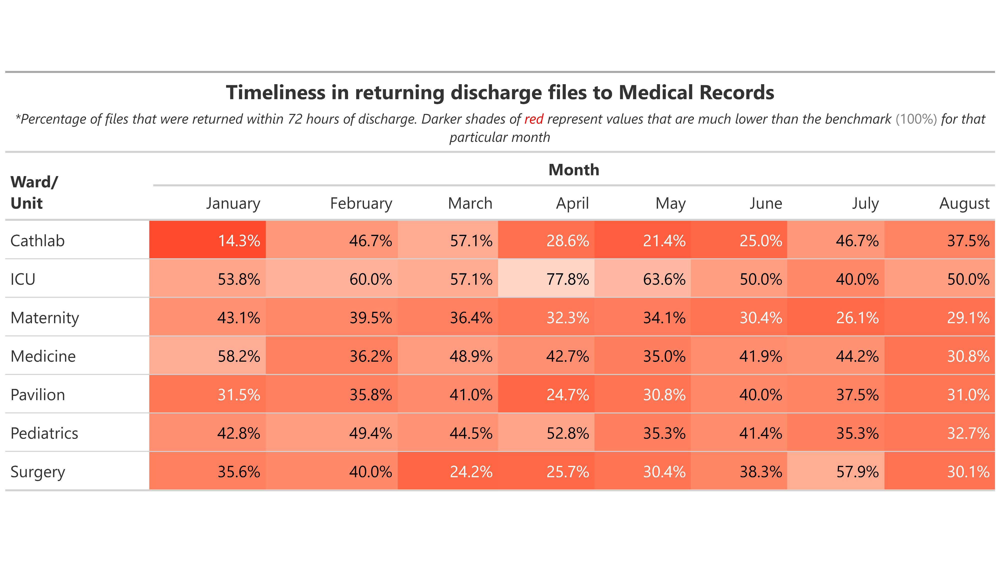 Timeliness in returning discharge files to Medical Records
*Percentage of files that were returned within 72 hours of discharge. Darker shades of red represent values that are much lower than the benchmark (100%) for that
particular month
Month
Ward/
Unit January February March April May June July August
Cathlab 14.3% 46.7% 57.1% 28.6% 21.4% 25.0% 46.7% 37.5%
ICU 53.8% 60.0% 57.1% 77.8% 63.6% 50.0% 40.0% 50.0%
Maternity 43.1% 39.5% 36.4% 32.3% 34.1% 30.4% 26.1% 29.1%
Medicine 58.2% 36.2% 48.9% 42.7% 35.0% 41.9% 44.2% 30.8%
Pavilion 31.5% 35.8% 41.0% 24.7% 30.8% 40.0% 37.5% 31.0%
Pediatrics 42.8% 49.4% 44.5% 52.8% 35.3% 41.4% 35.3% 32.7%
Surgery 35.6% 40.0% 24.2% 25.7% 30.4% 38.3% 57.9% 30.1%